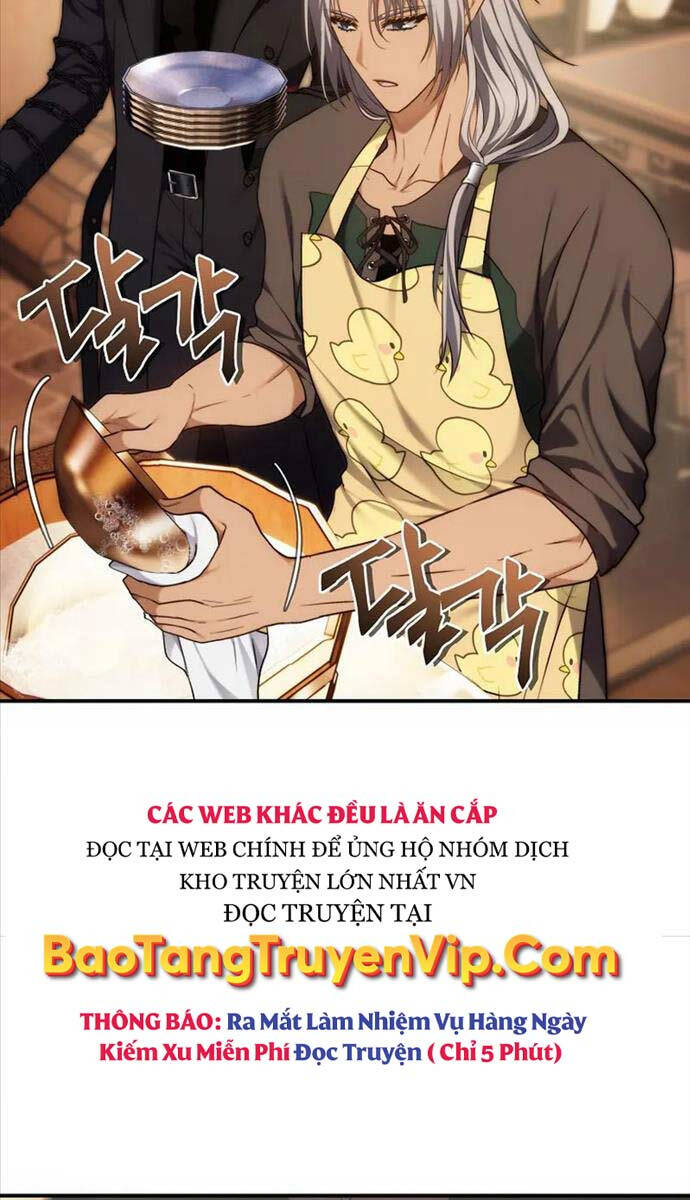 달각
달각
CÁC WEB KHÁC ĐỀU LÀ ĂN CẮP
ĐỌC TẠI WEB CHÍNH ĐỂ ỦNG HỘ NHÓM DỊCH
KHO TRUYỆN LỚN NHẤT VN
ĐỌC TRUYỆN TẠI
BaoTangTruyenVip.Com
THÔNG BÁO: Ra Mắt Làm Nhiệm Vụ Hàng Ngày
Kiếm Xu Miễn Phí Đọc Truyện ( Chỉ 5 Phút)